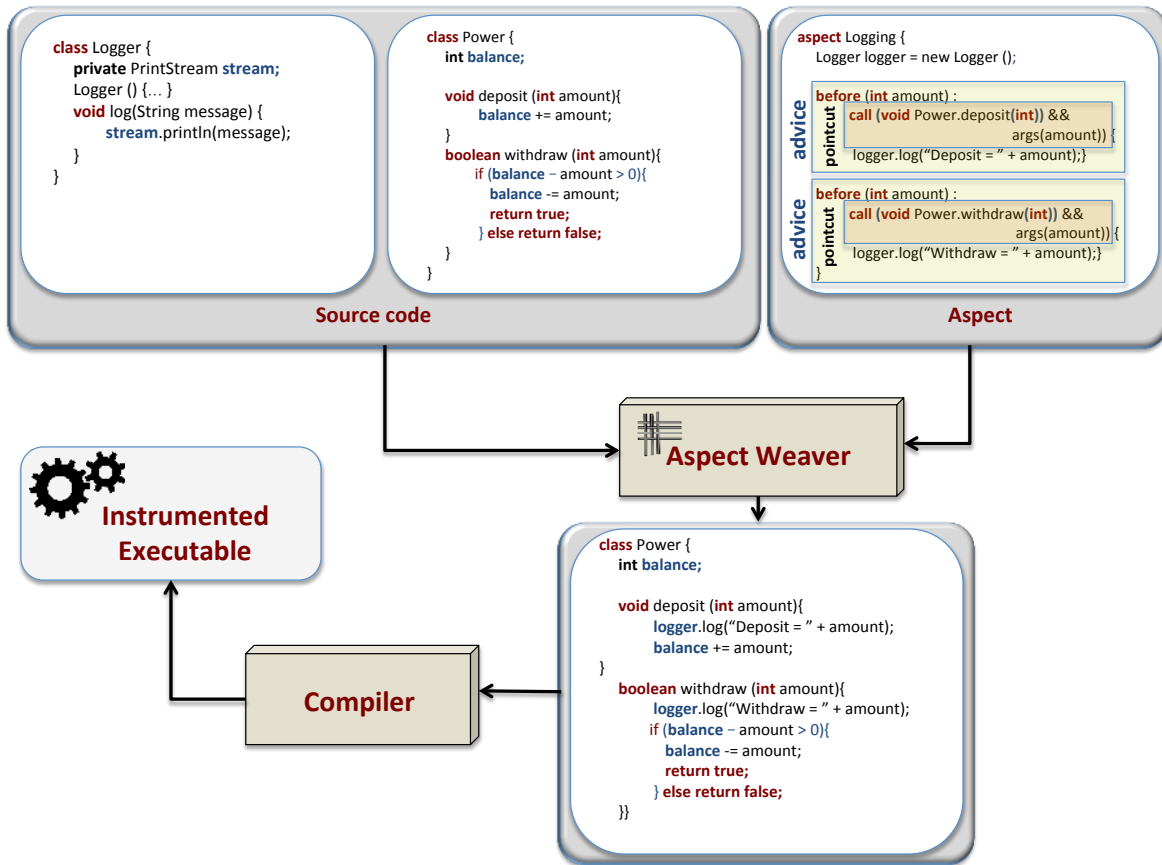 class Logger {
private PrintStream stream;
Logger () {... }
void log(String message) {
stream.println(message);
}
}
class Power {
int balance;
void deposit (int amount){
balance += amount;
}
boolean withdraw (int amount){
if (balance − amount > 0){
balance -= amount;
return true;
} else return false;
}
}
Source code
aspect Logging {
Logger logger = new Logger ();
advice
pointcut
before (int amount) :
call (void Power.deposit(int)) &&
args(amount)) {
logger.log(“Deposit = ” + amount);}
advice
pointcut
before (int amount) :
call (void Power.withdraw(int)) &&
args(amount)) {
logger.log(“Withdraw = ” + amount);}
}
Aspect
Aspect Weaver
Instrumented
Executable
class Power {
int balance;
void deposit (int amount){
logger.log(“Deposit = ” + amount);
balance += amount;
}
boolean withdraw (int amount){
logger.log(“Withdraw = ” + amount);
if (balance − amount > 0){
balance -= amount;
return true;
} else return false;
}}
Compiler